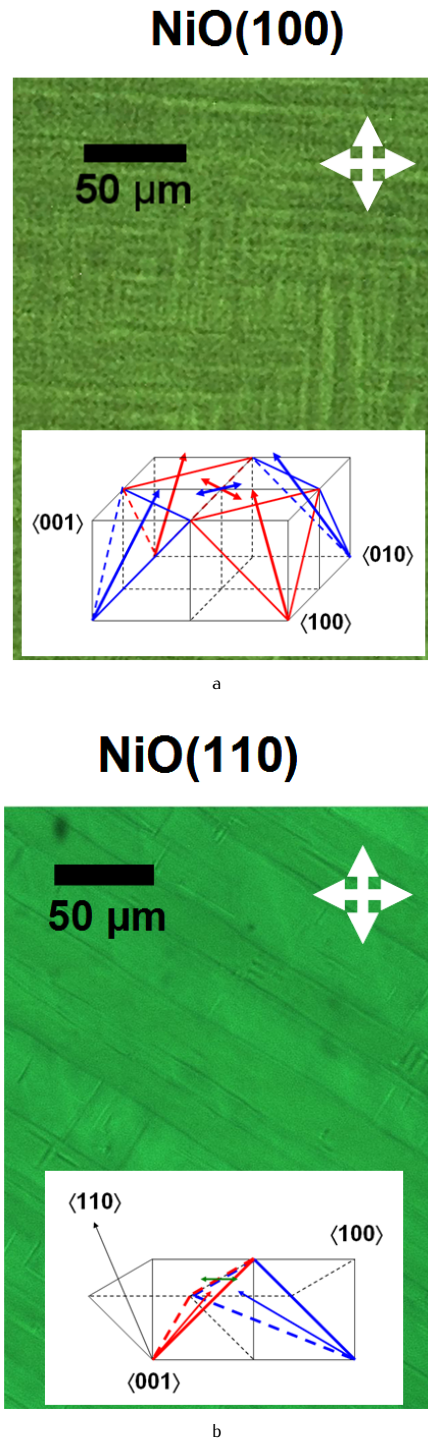 NiO(100)
50 μm
⟨001⟩
⟨010⟩
⟨100⟩
a
NiO(110)
50 μm
⟨110⟩
⟨100⟩
⟨001⟩
b